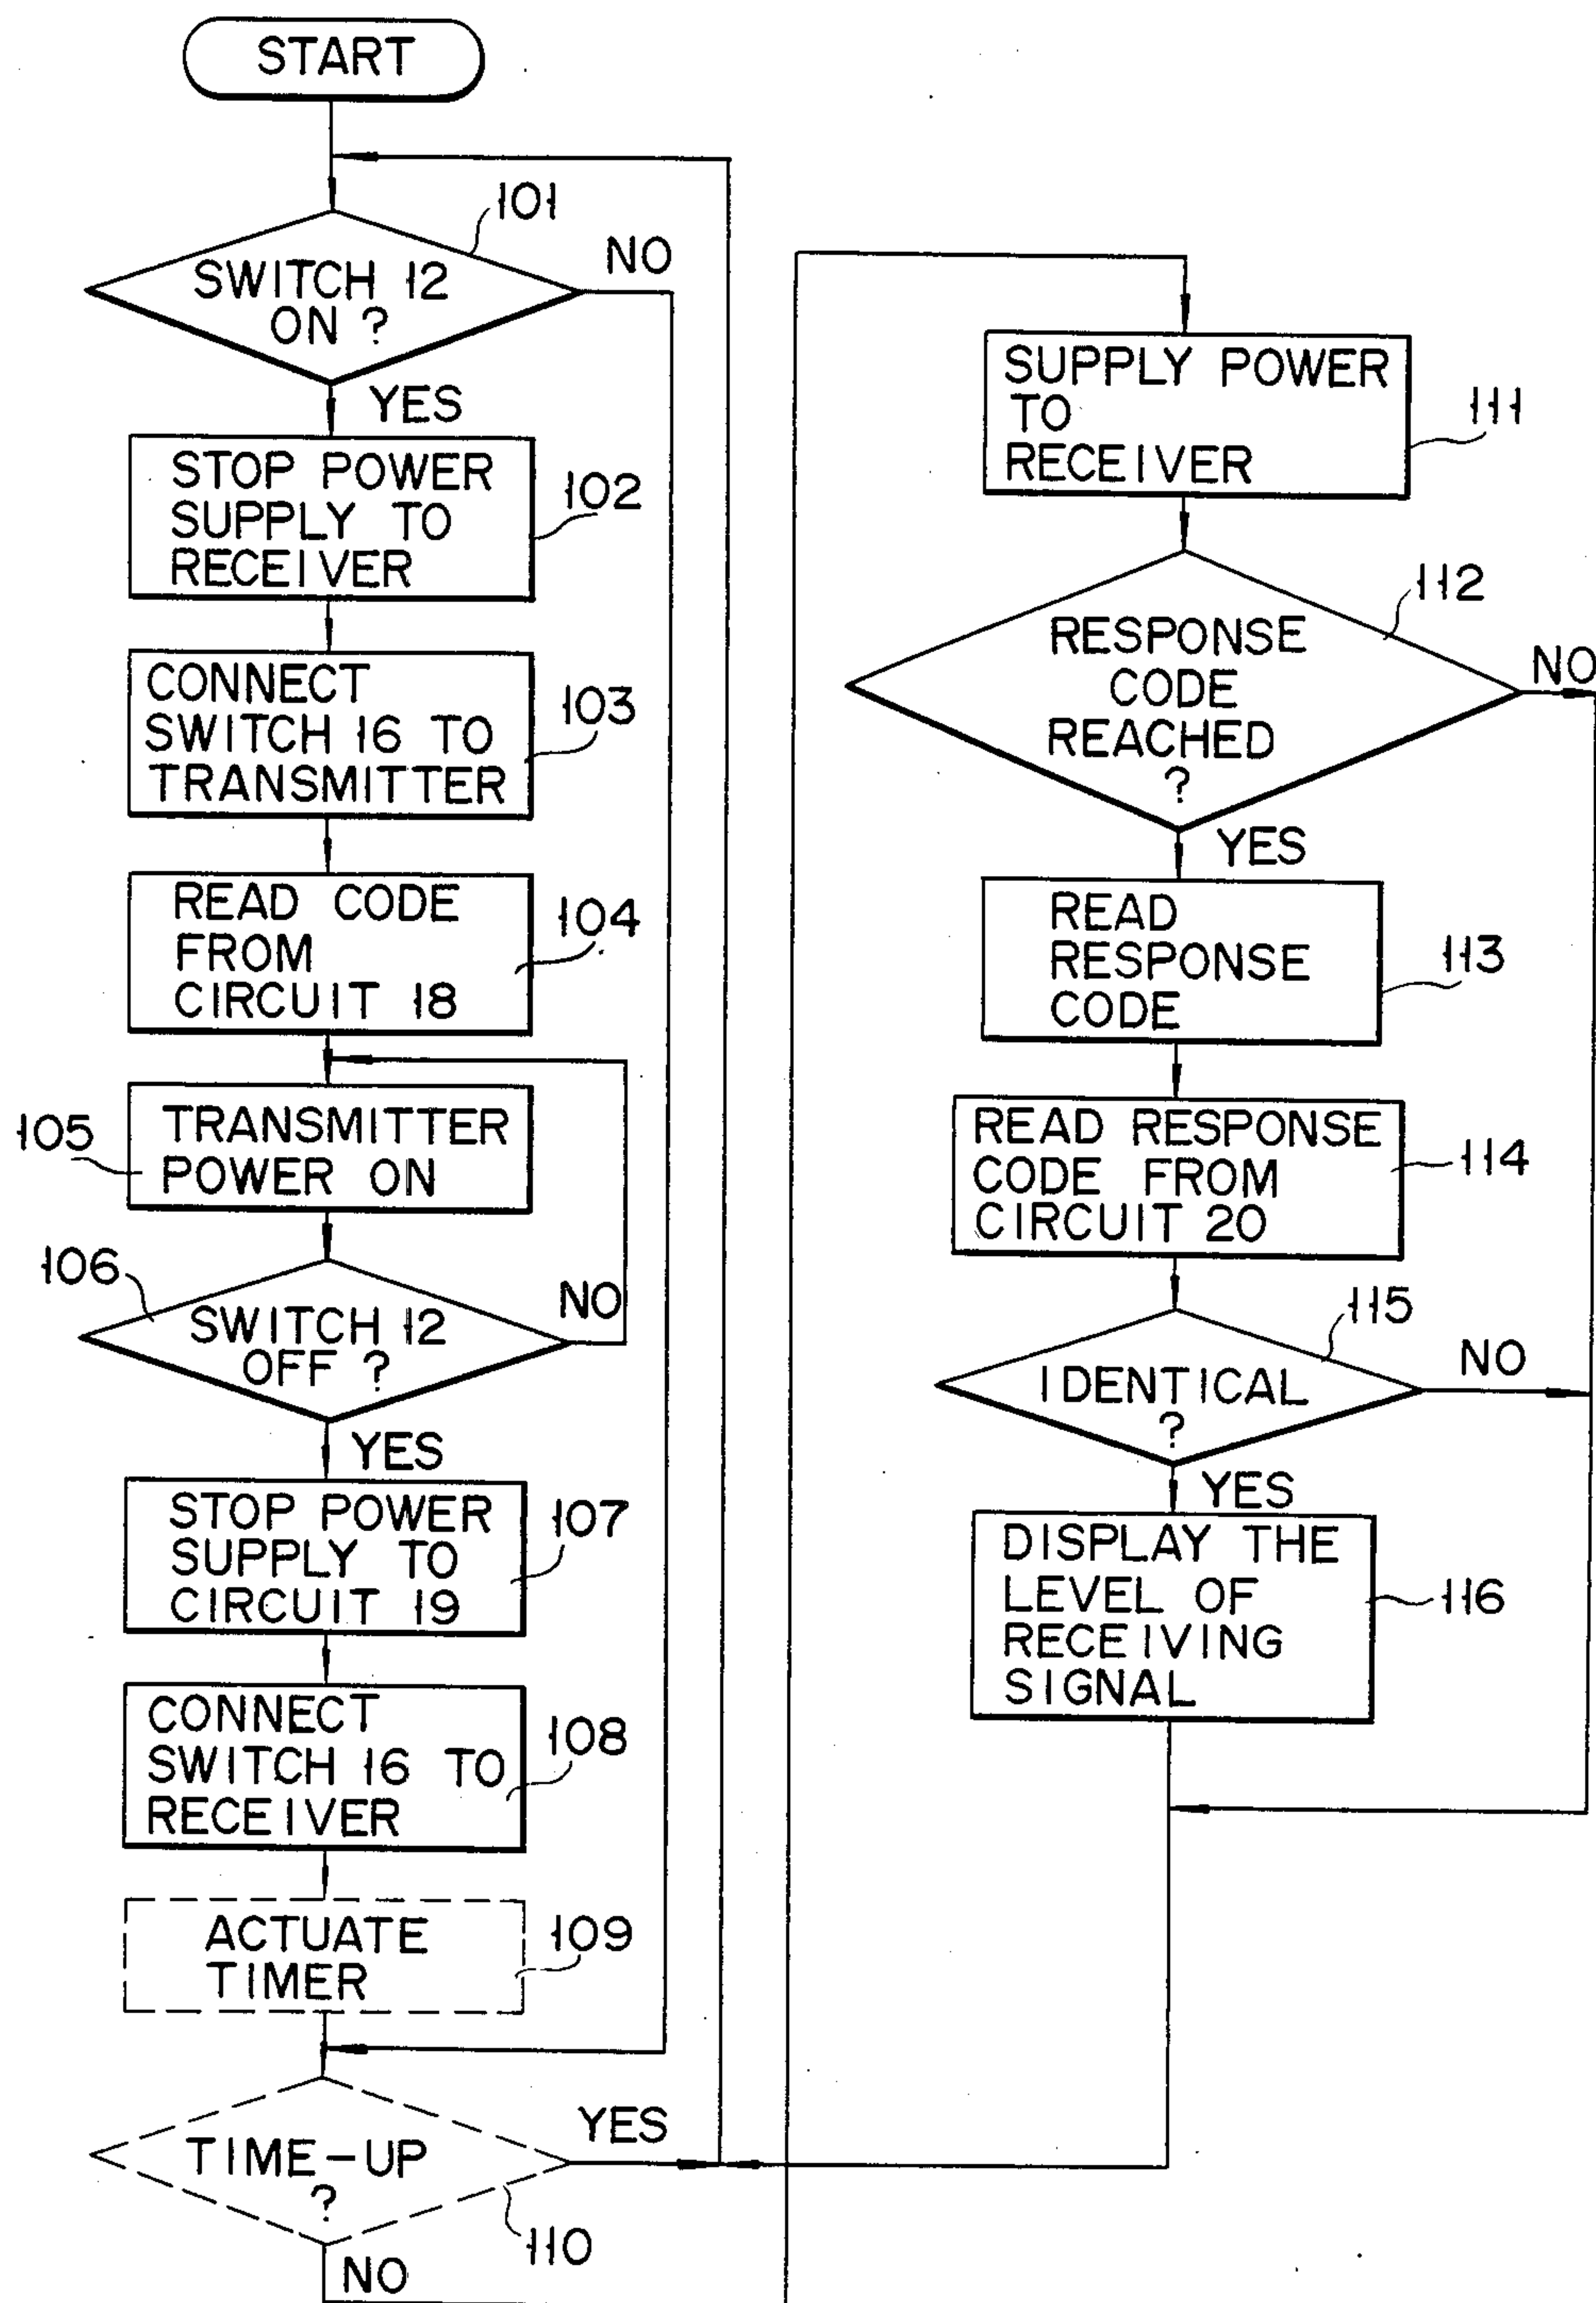 START
101
SWITCH 12
ON ?
NO
YES
STOP POWER
SUPPLY TO
RECEIVER
102
CONNECT
SWITCH 16 TO
TRANSMITTER
103
READ CODE
FROM
CIRCUIT 18
104
TRANSMITTER
POWER ON
105
106
SWITCH 12
OFF ?
NO
YES
STOP POWER
SUPPLY TO
CIRCUIT 19
107
CONNECT
SWITCH 16 TO
RECEIVER
108
ACTUATE
TIMER
109
TIME-UP
?
YES
110
NO
SUPPLY POWER
TO
RECEIVER
111
112
RESPONSE
CODE
REACHED
?
NO
YES
READ
RESPONSE
CODE
113
READ RESPONSE
CODE FROM
CIRCUIT 20
114
115
IDENTICAL
?
NO
YES
DISPLAY THE
LEVEL OF
RECEIVING
SIGNAL
116